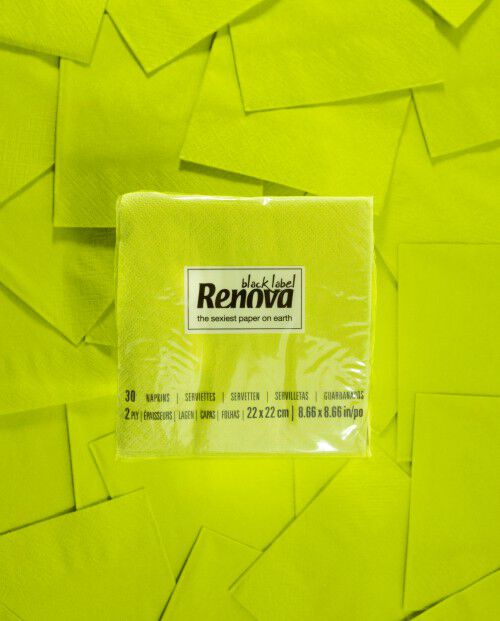 black label
Renova
the sexiest paper on earth
30 NAPKINS | SERVIETTES | SERVETTEN | SERVILLETAS | GUARDANAPOS
2 PLY | ÉPAISSEURS | LAGEN | CAPAS | FOLHAS | 22 x 22 cm | 8.66 x 8.66 in/po